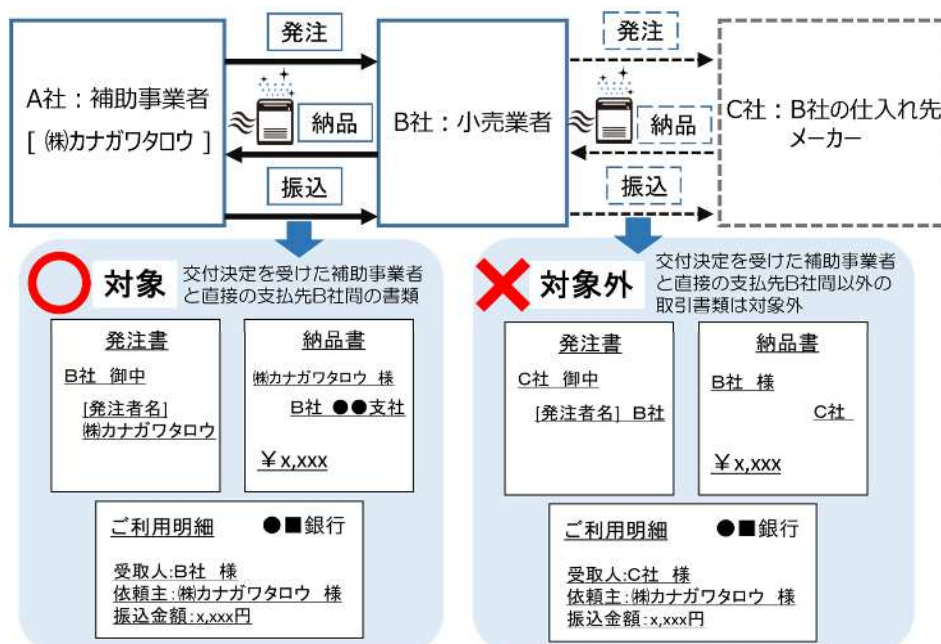 発注
発注
A社：補助事業者
[ ㈱カナガワタロウ ]
納品
B社：小売業者
納品
C社：B社の仕入れ先
メーカー
振込
振込
対象
交付決定を受けた補助事業者
と直接の支払先B社間の書類
発注書
B社 御中
[発注者名]
㈱カナガワタロウ
納品書
㈱カナガワタロウ 様
B社 ●●支社
￥x,xxx
ご利用明細 ●■銀行
受取人:B社 様
依頼主:㈱カナガワタロウ 様
振込金額:x,xxx円
対象外
交付決定を受けた補助事業者
と直接の支払先B社間以外の
取引書類は対象外
発注書
C社 御中
[発注者名] B社
納品書
B社 様
C社
￥x,xxx
ご利用明細 ●■銀行
受取人:C社 様
依頼主:㈱カナガワタロウ 様
振込金額:x,xxx円